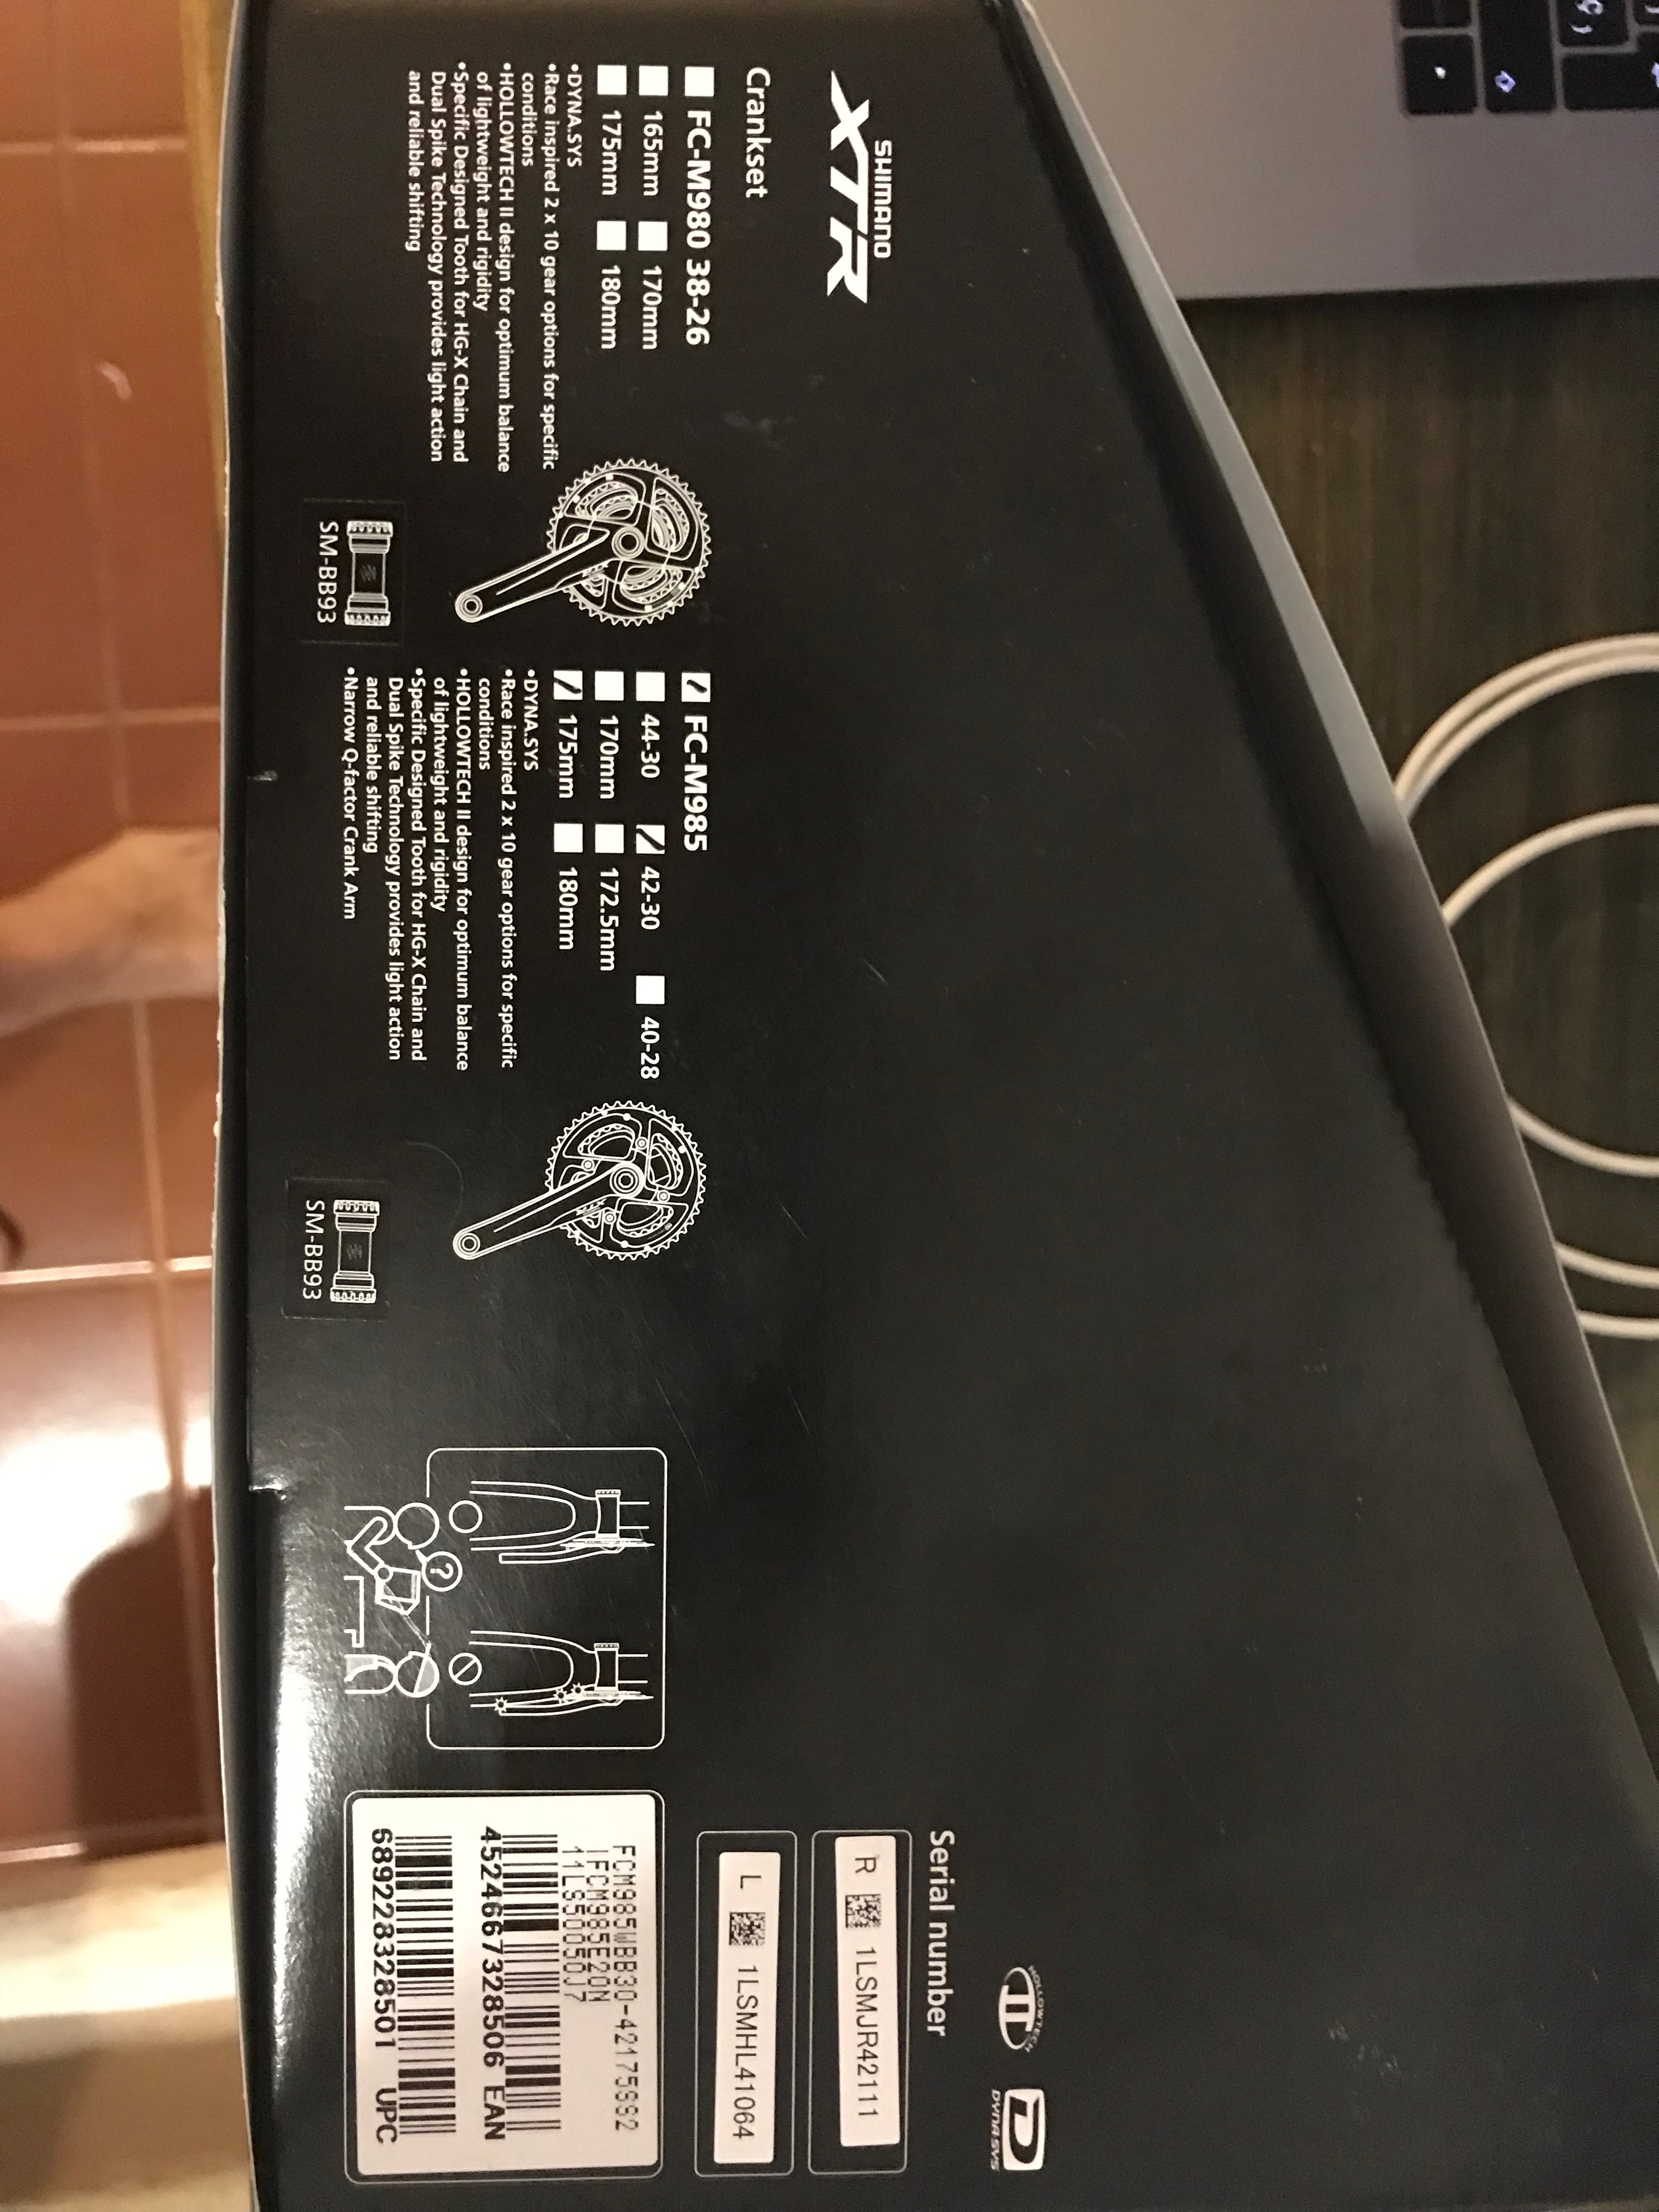 SHIMANO
XTR
Crankset
FC-M980 38-26
165mm 170mm
175mm 180mm
•DYNA.SYS
•Race inspired 2 x 10 gear options for specific
conditions
•HOLLOWTECH II design for optimum balance
of lightweight and rigidity
•Specific Designed Tooth for HG-X Chain and
Dual Spike Technology provides light action
and reliable shifting
SM-BB93
FC-M985
44-30 42-30 40-28
170mm 172.5mm
175mm 180mm
•DYNA.SYS
•Race inspired 2 x 10 gear options for specific
conditions
•HOLLOWTECH II design for optimum balance
of lightweight and rigidity
•Specific Designed Tooth for HG-X Chain and
Dual Spike Technology provides light action
and reliable shifting
•Narrow Q-factor Crank Arm
SM-BB93
?
HOLLOWTECH
II
D
DYNA.SYS
Serial number
R 1LSMJR42111
L 1LSMHL41064
IFCM985E20N
4524667328506 EAN
689228328501 UPC